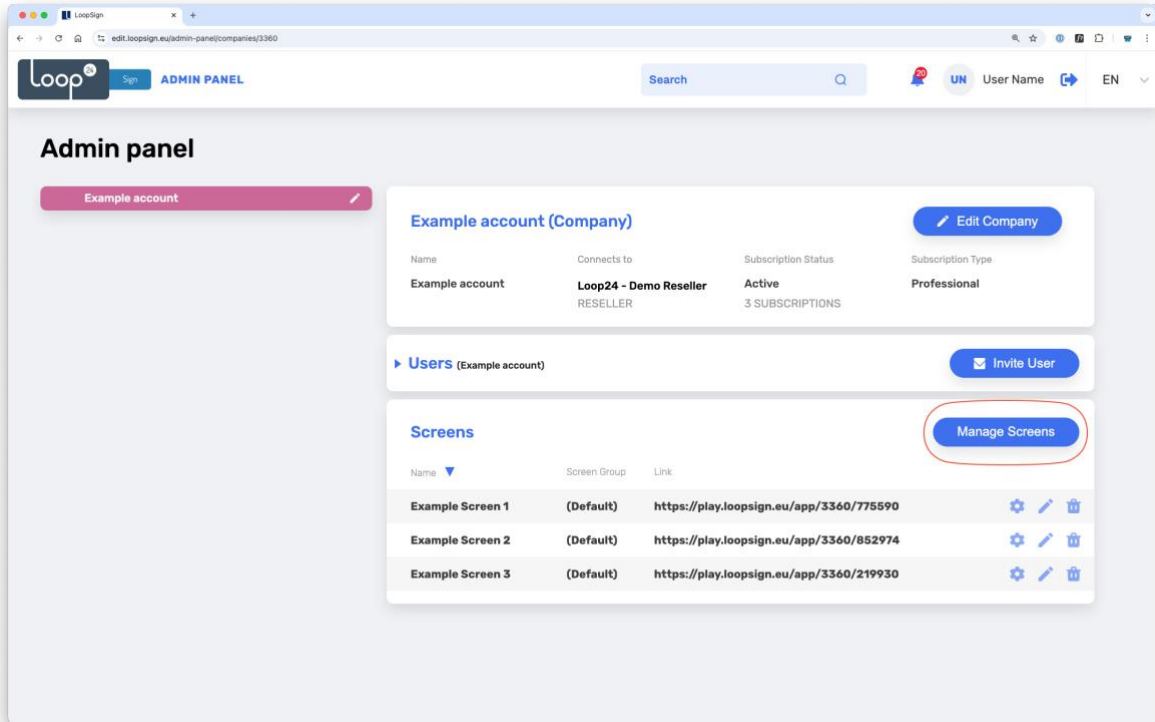 LoopSign
edit.loopsign.eu/admin-panel/companies/3360
Loop 24 Sign ADMIN PANEL
Search
20
UN User Name
EN
Admin panel
Example account
Example account (Company)
Edit Company
Name Connects to Subscription Status Subscription Type
Example account Loop24 - Demo Reseller Active Professional
RESELLER 3 SUBSCRIPTIONS
Users (Example account)
Invite User
Screens
Manage Screens
Name Screen Group Link
Example Screen 1 (Default) https://play.loopsign.eu/app/3360/775590
Example Screen 2 (Default) https://play.loopsign.eu/app/3360/852974
Example Screen 3 (Default) https://play.loopsign.eu/app/3360/219930